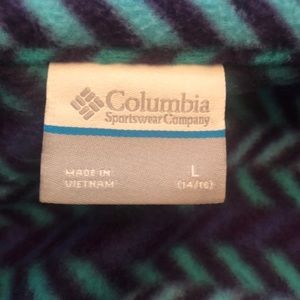 Columbia
Sportswear Company
MADE IN
VIETNAM
L
(14/16)